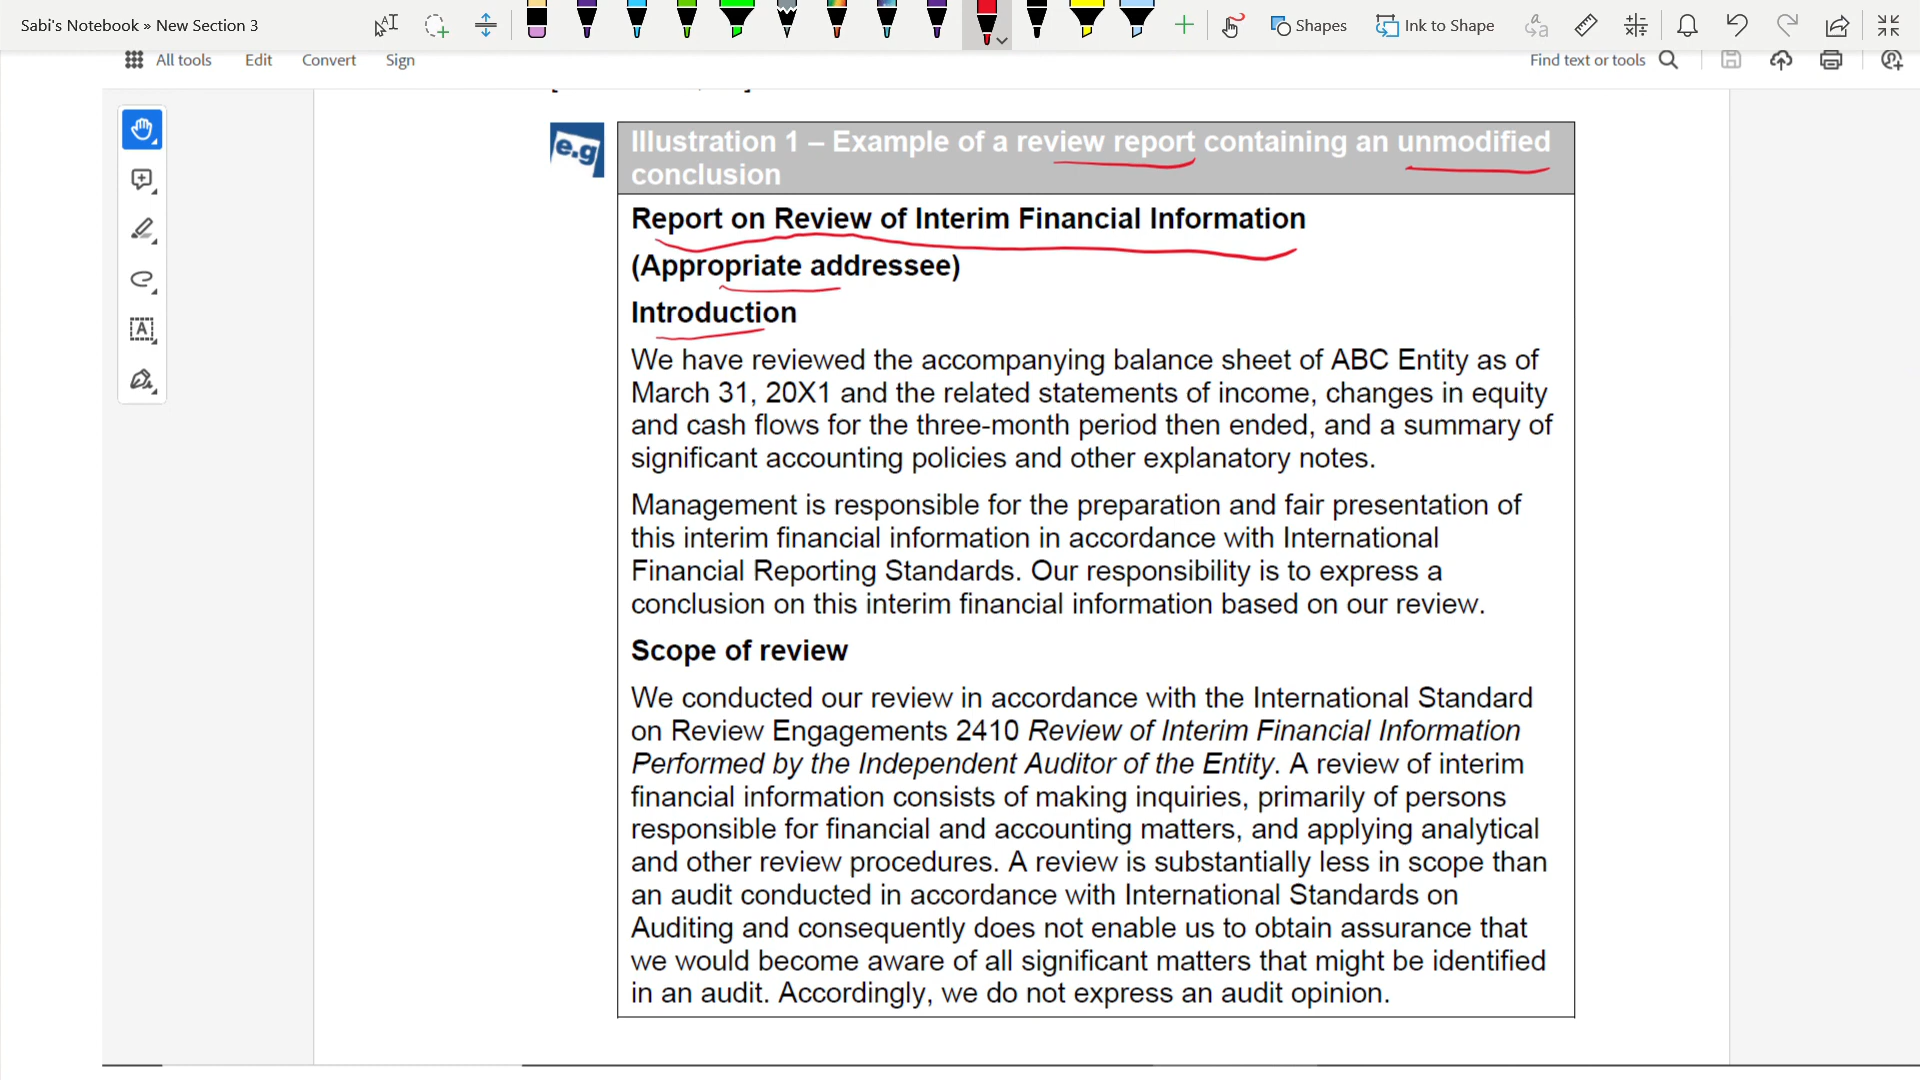 Sabi's Notebook » New Section 3
Shapes
Ink to Shape
All tools
Edit
Convert
Sign
Find text or tools
e.g
Illustration 1 – Example of a review report containing an unmodified
conclusion
Report on Review of Interim Financial Information
(Appropriate addressee)
Introduction
We have reviewed the accompanying balance sheet of ABC Entity as of
March 31, 20X1 and the related statements of income, changes in equity
and cash flows for the three-month period then ended, and a summary of
significant accounting policies and other explanatory notes.
Management is responsible for the preparation and fair presentation of
this interim financial information in accordance with International
Financial Reporting Standards. Our responsibility is to express a
conclusion on this interim financial information based on our review.
Scope of review
We conducted our review in accordance with the International Standard
on Review Engagements 2410 Review of Interim Financial Information
Performed by the Independent Auditor of the Entity. A review of interim
financial information consists of making inquiries, primarily of persons
responsible for financial and accounting matters, and applying analytical
and other review procedures. A review is substantially less in scope than
an audit conducted in accordance with International Standards on
Auditing and consequently does not enable us to obtain assurance that
we would become aware of all significant matters that might be identified
in an audit. Accordingly, we do not express an audit opinion.